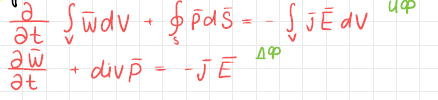 ∂/∂t ∫_V w̄ dV + ∮_S P̄ dS̄ = - ∫_V j̄ Ē dV ИФ
∂w̄/∂t + div P̄ = - j̄ Ē ДФ